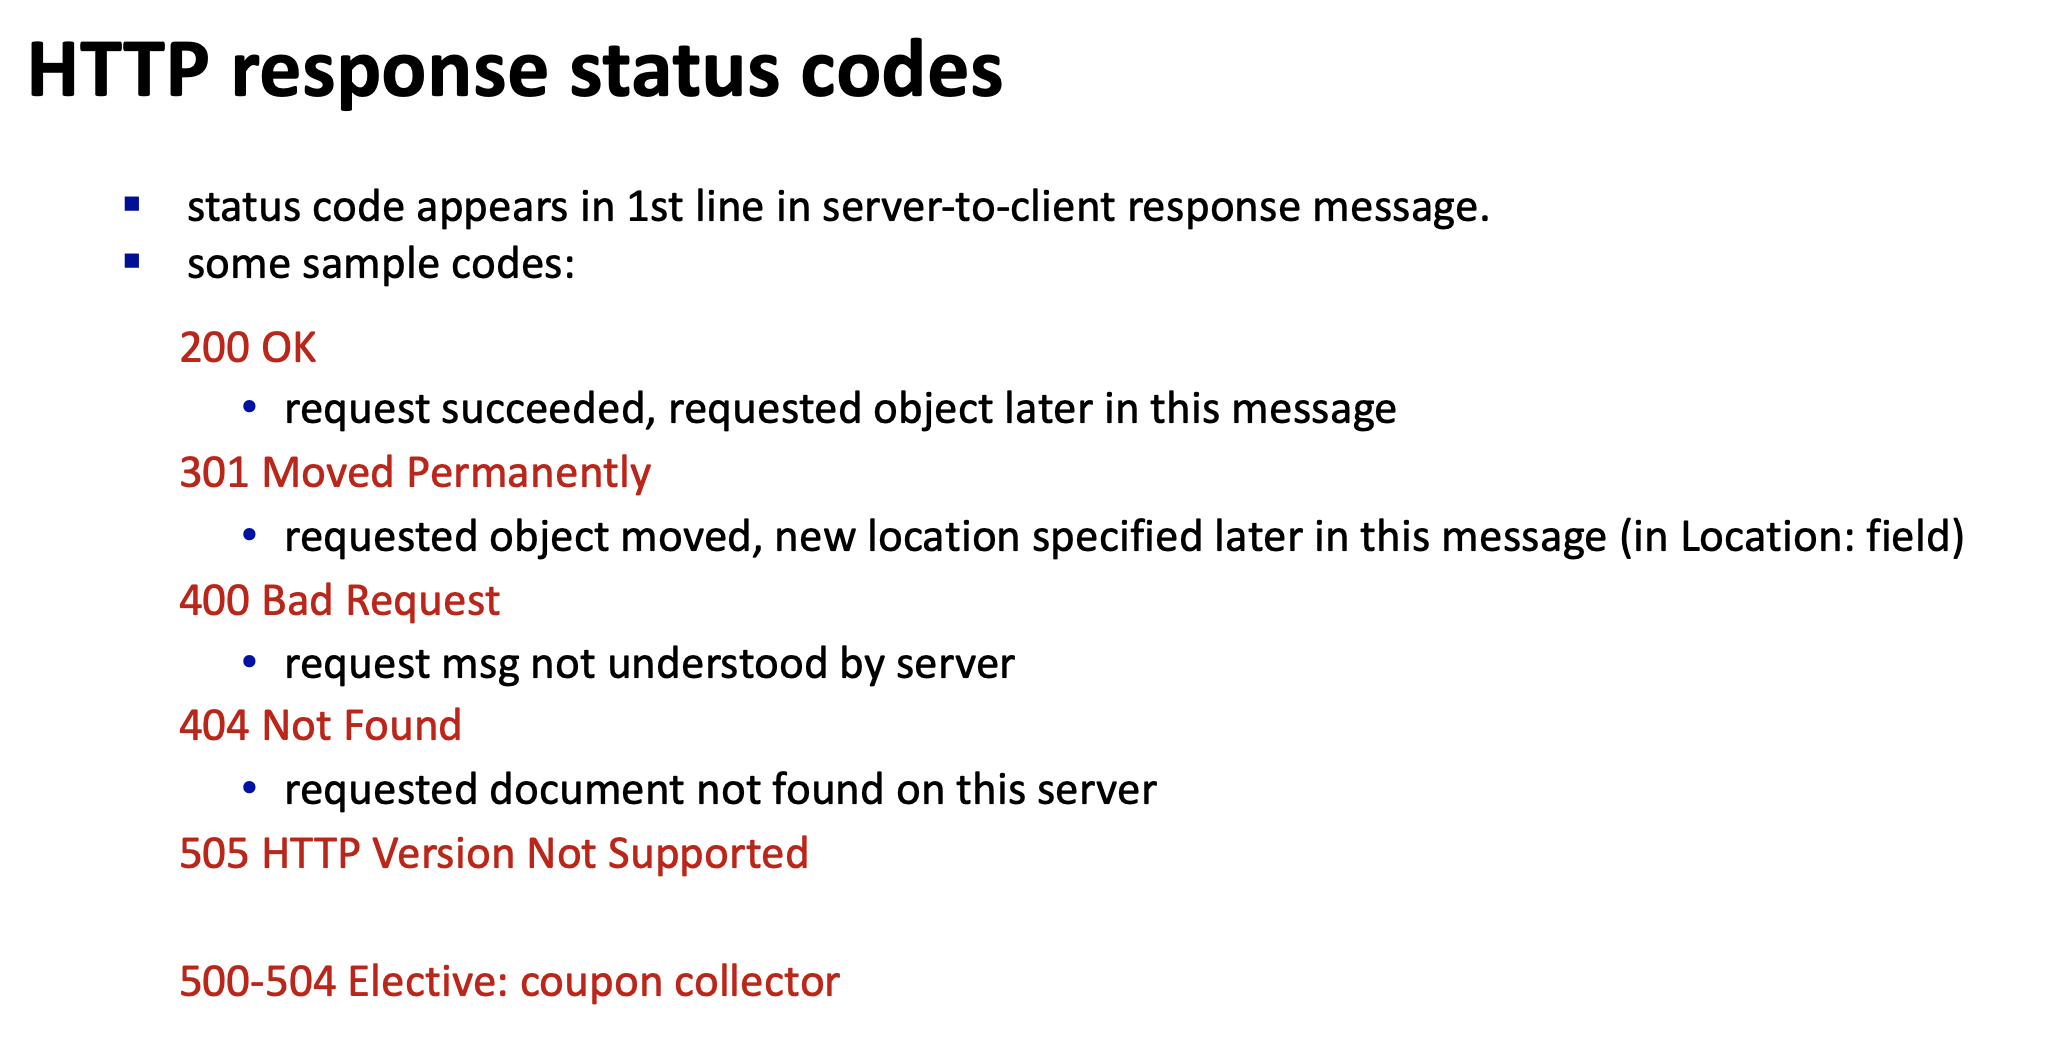 HTTP response status codes
▪ status code appears in 1st line in server-to-client response message.
▪ some sample codes:
200 OK
• request succeeded, requested object later in this message
301 Moved Permanently
• requested object moved, new location specified later in this message (in Location: field)
400 Bad Request
• request msg not understood by server
404 Not Found
• requested document not found on this server
505 HTTP Version Not Supported
500-504 Elective: coupon collector